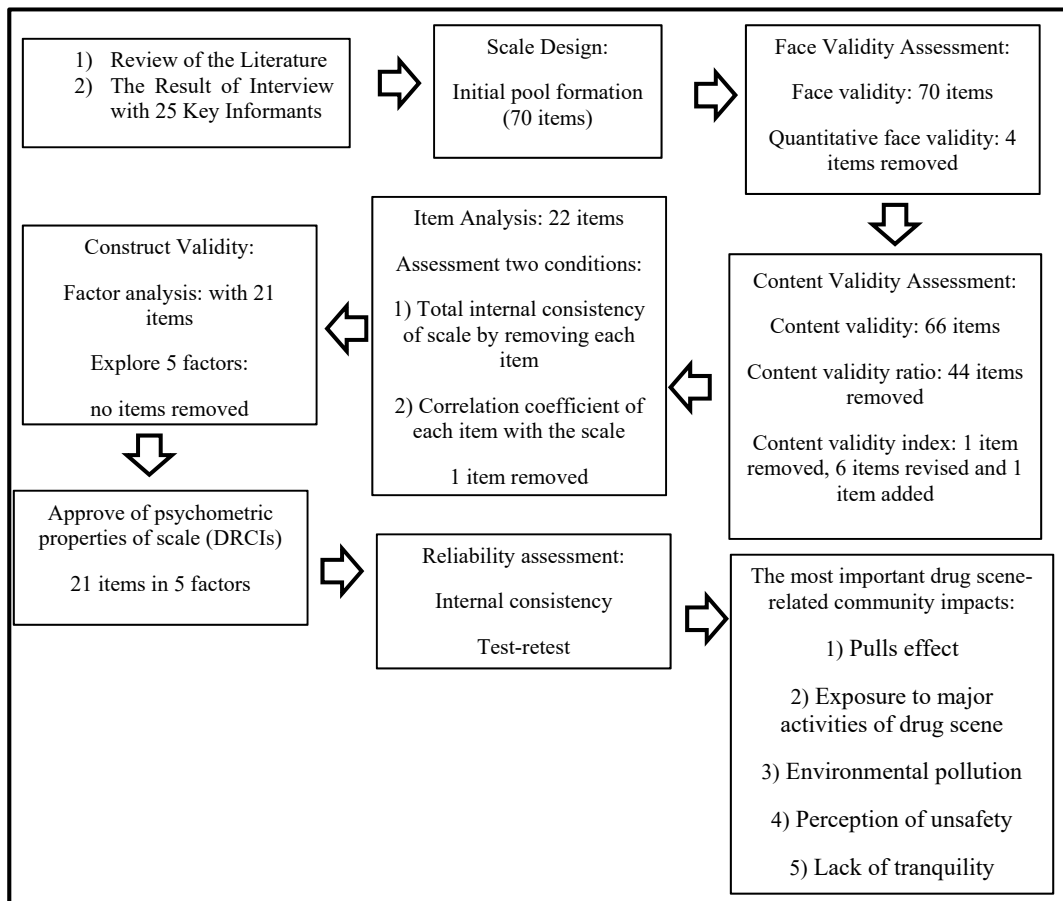 1) Review of the Literature
2) The Result of Interview
with 25 Key Informants
Scale Design:
Initial pool formation
(70 items)
Face Validity Assessment:
Face validity: 70 items
Quantitative face validity: 4
items removed
Content Validity Assessment:
Content validity: 66 items
Content validity ratio: 44 items
removed
Content validity index: 1 item
removed, 6 items revised and 1
item added
Item Analysis: 22 items
Assessment two conditions:
1) Total internal consistency
of scale by removing each
item
2) Correlation coefficient of
each item with the scale
1 item removed
Construct Validity:
Factor analysis: with 21
items
Explore 5 factors:
no items removed
Approve of psychometric
properties of scale (DRCIs)
21 items in 5 factors
Reliability assessment:
Internal consistency
Test-retest
The most important drug scene-
related community impacts:
1) Pulls effect
2) Exposure to major
activities of drug scene
3) Environmental pollution
4) Perception of unsafety
5) Lack of tranquility